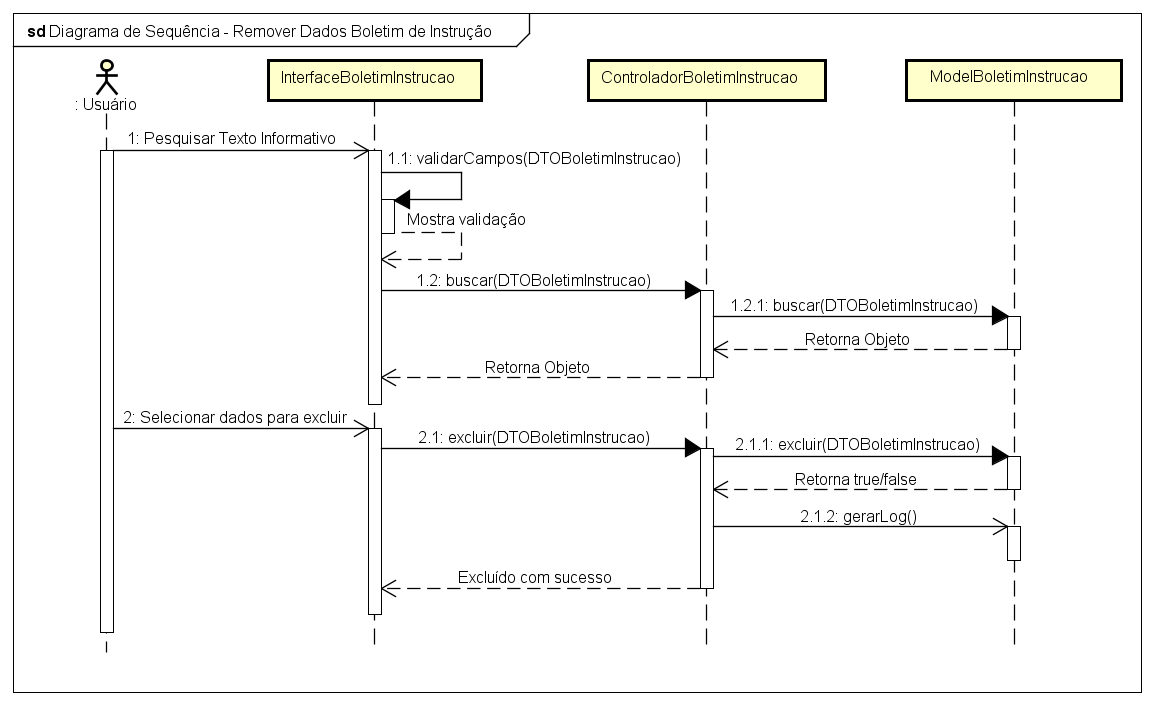 sd Diagrama de Sequência - Remover Dados Boletim de Instrução
: Usuário
InterfaceBoletimInstrucao
ControladorBoletimInstrucao
ModelBoletimInstrucao
1: Pesquisar Texto Informativo
1.1: validarCampos(DTOBoletimInstrucao)
Mostra validação
1.2: buscar(DTOBoletimInstrucao)
1.2.1: buscar(DTOBoletimInstrucao)
Retorna Objeto
Retorna Objeto
2: Selecionar dados para excluir
2.1: excluir(DTOBoletimInstrucao)
2.1.1: excluir(DTOBoletimInstrucao)
Retorna true/false
2.1.2: gerarLog()
Excluído com sucesso